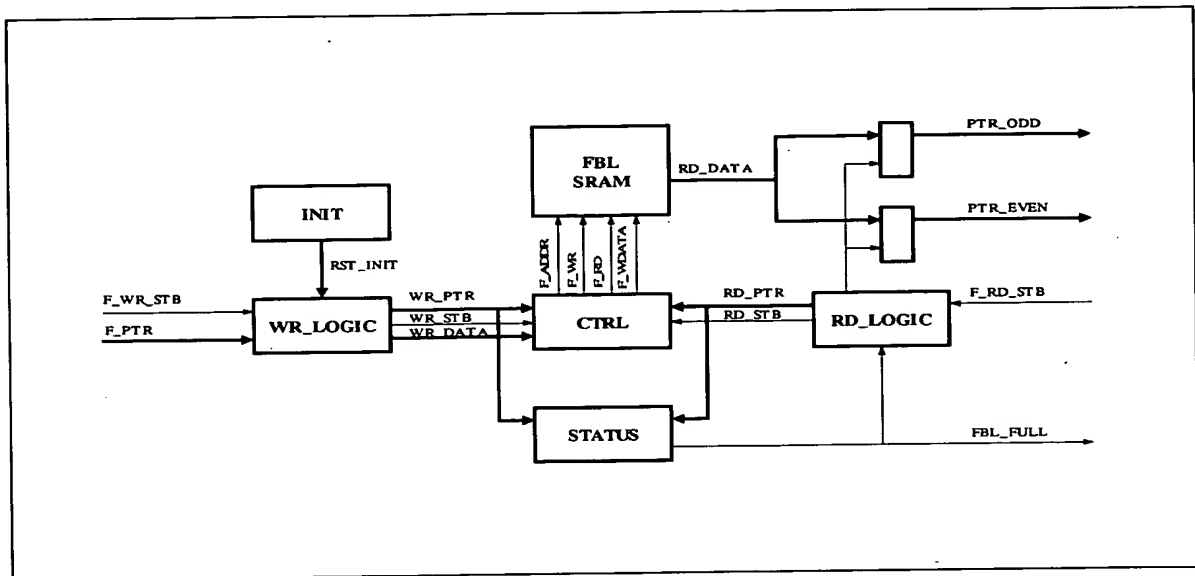 PTR_ODD
FBL
SRAM
RD_DATA
INIT
PTR_EVEN
F_ADDR
F_WR
F_RD
F_WDATA
RST_INIT
F_WR_STB
WR_PTR
RD_PTR
F_RD_STB
WR_LOGIC
WR_STB
CTRL
RD_STB
RD_LOGIC
F_PTR
WR_DATA
STATUS
FBL_FULL